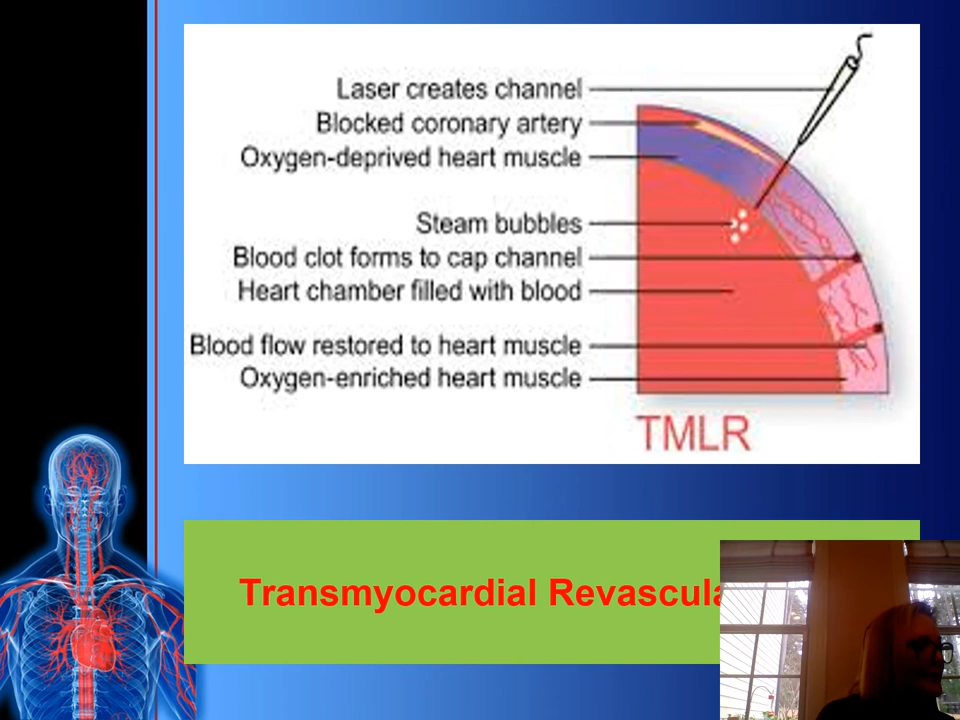 Laser creates channel
Blocked coronary artery
Oxygen-deprived heart muscle
Steam bubbles
Blood clot forms to cap channel
Heart chamber filled with blood
Blood flow restored to heart muscle
Oxygen-enriched heart muscle
TMLR
Transmyocardial